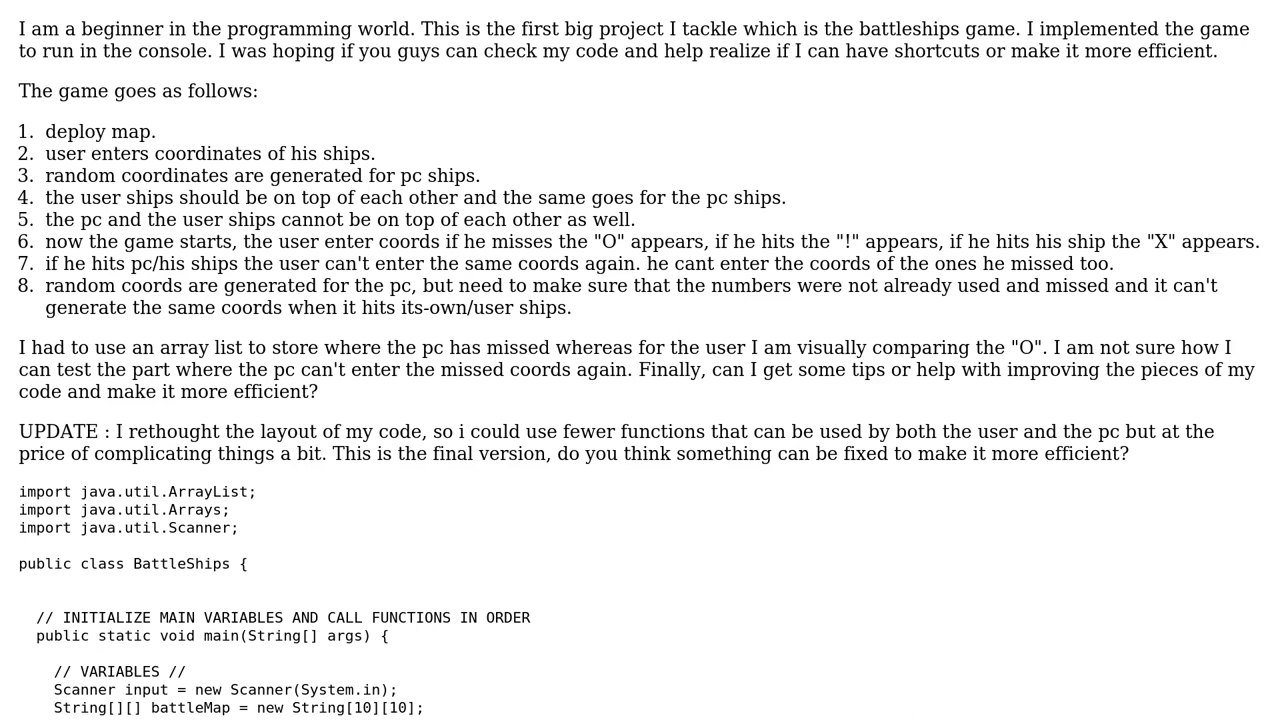 I am a beginner in the programming world. This is the first big project I tackle which is the battleships game. I implemented the game
to run in the console. I was hoping if you guys can check my code and help realize if I can have shortcuts or make it more efficient.
The game goes as follows:
1. deploy map.
2. user enters coordinates of his ships.
3. random coordinates are generated for pc ships.
4. the user ships should be on top of each other and the same goes for the pc ships.
5. the pc and the user ships cannot be on top of each other as well.
6. now the game starts, the user enter coords if he misses the "O" appears, if he hits the "!" appears, if he hits his ship the "X" appears.
7. if he hits pc/his ships the user can't enter the same coords again. he cant enter the coords of the ones he missed too.
8. random coords are generated for the pc, but need to make sure that the numbers were not already used and missed and it can't
generate the same coords when it hits its-own/user ships.
I had to use an array list to store where the pc has missed whereas for the user I am visually comparing the "O". I am not sure how I
can test the part where the pc can't enter the missed coords again. Finally, can I get some tips or help with improving the pieces of my
code and make it more efficient?
UPDATE : I rethought the layout of my code, so i could use fewer functions that can be used by both the user and the pc but at the
price of complicating things a bit. This is the final version, do you think something can be fixed to make it more efficient?
import java.util.ArrayList;
import java.util.Arrays;
import java.util.Scanner;
public class BattleShips {
// INITIALIZE MAIN VARIABLES AND CALL FUNCTIONS IN ORDER
public static void main(String[] args) {
// VARIABLES //
Scanner input = new Scanner(System.in);
String[][] battleMap = new String[10][10];